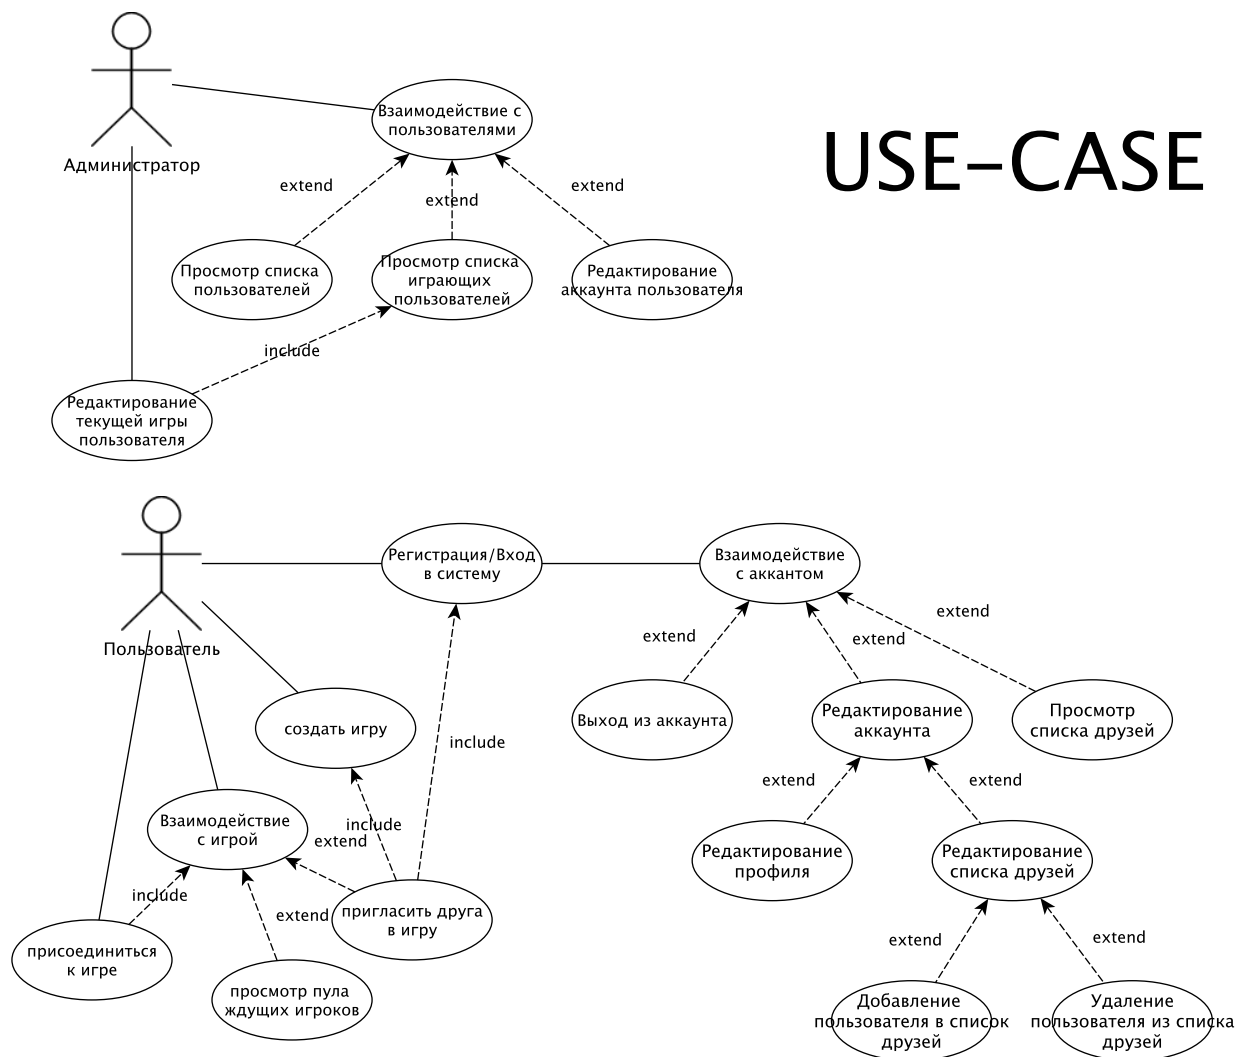 USE-CASE
Администратор
Взаимодействие с
пользователями
extend
extend
extend
Просмотр списка
пользователей
Просмотр списка
играющих
пользователей
Редактирование
аккаунта пользователя
include
Редактирование
текущей игры
пользователя
Пользователь
Регистрация/Вход
в систему
Взаимодействие
с аккантом
extend
extend
extend
Выход из аккаунта
Редактирование
аккаунта
Просмотр
списка друзей
создать игру
include
extend
extend
Взаимодействие
с игрой
include
extend
Редактирование
профиля
Редактирование
списка друзей
include
extend
пригласить друга
в игру
присоединиться
к игре
просмотр пула
ждущих игроков
extend
extend
Добавление
пользователя в список
друзей
Удаление
пользователя из списка
друзей